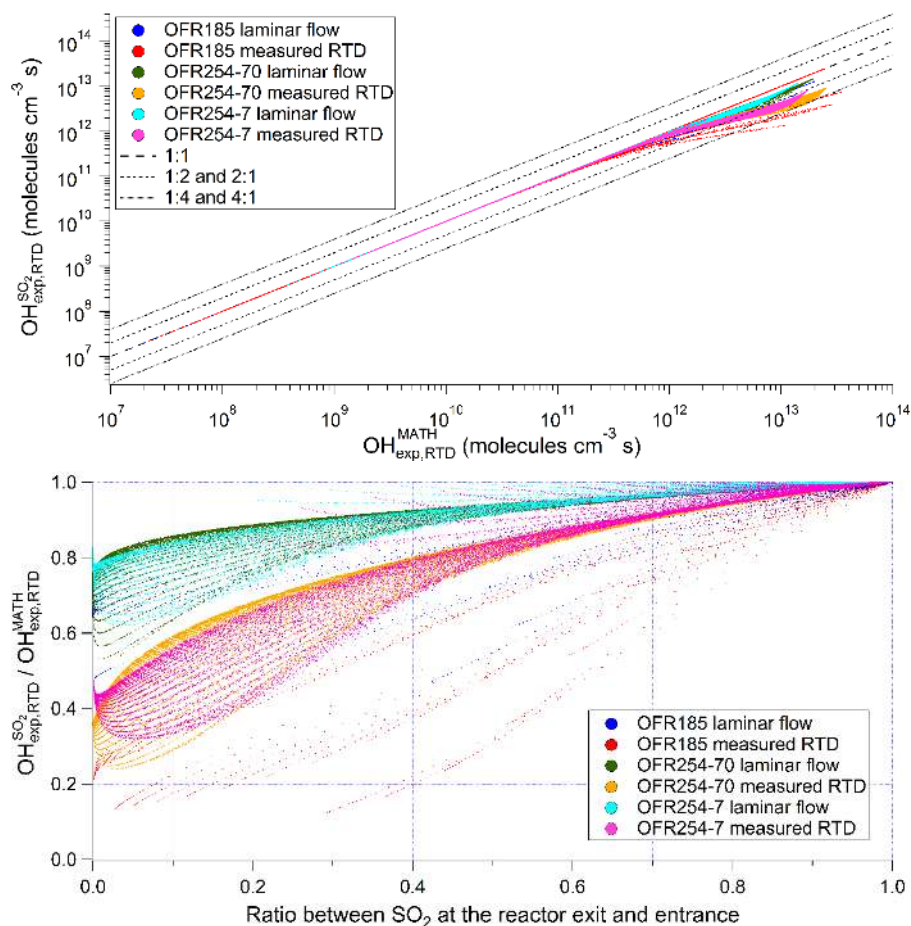 OFR185 laminar flow
OFR185 measured RTD
OFR254-70 laminar flow
OFR254-70 measured RTD
OFR254-7 laminar flow
OFR254-7 measured RTD
1:1
1:2 and 2:1
1:4 and 4:1
10^14
10^13
10^12
10^11
10^10
10^9
10^8
10^7
OH^SO2_exp,RTD (molecules cm^-3 s)
10^7 10^8 10^9 10^10 10^11 10^12 10^13 10^14
OH^MATH_exp,RTD (molecules cm^-3 s)
1.0
0.8
0.6
0.4
0.2
0.0
OH^SO2_exp,RTD / OH^MATH_exp,RTD
OFR185 laminar flow
OFR185 measured RTD
OFR254-70 laminar flow
OFR254-70 measured RTD
OFR254-7 laminar flow
OFR254-7 measured RTD
0.0 0.2 0.4 0.6 0.8 1.0
Ratio between SO2 at the reactor exit and entrance